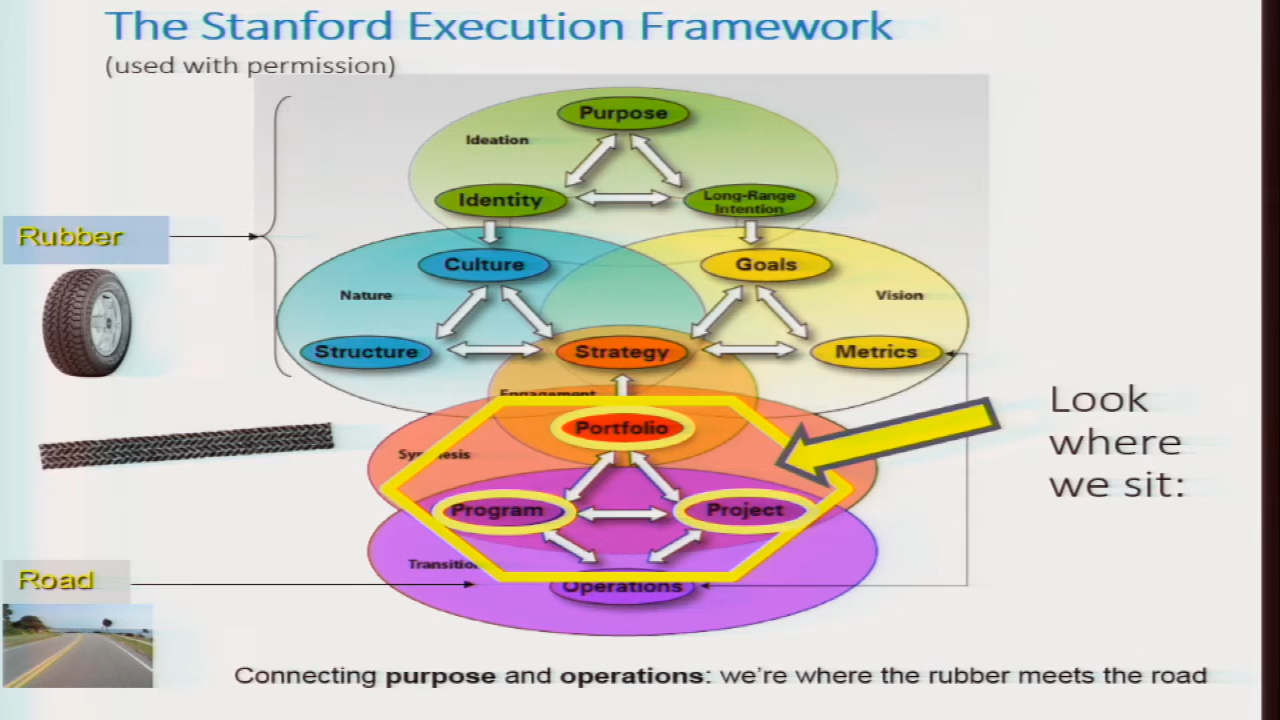 The Stanford Execution Framework
(used with permission)
Purpose
Ideation
Identity
Long-Range
Intention
Rubber
Culture
Goals
Nature
Vision
Structure
Strategy
Metrics
Engagement
Look
where
we sit:
Portfolio
Synthesis
Program
Project
Transition
Road
Operations
Connecting purpose and operations: we're where the rubber meets the road